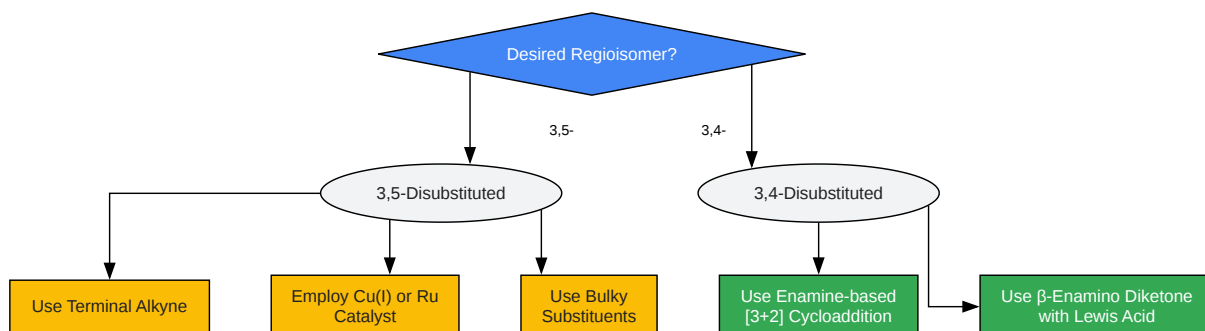 Desired Regioisomer?
3,5-
3,4-
3,5-Disubstituted
3,4-Disubstituted
Use Terminal Alkyne
Employ Cu(I) or Ru
Catalyst
Use Bulky
Substituents
Use Enamine-based
[3+2] Cycloaddition
Use β-Enamino Diketone
with Lewis Acid